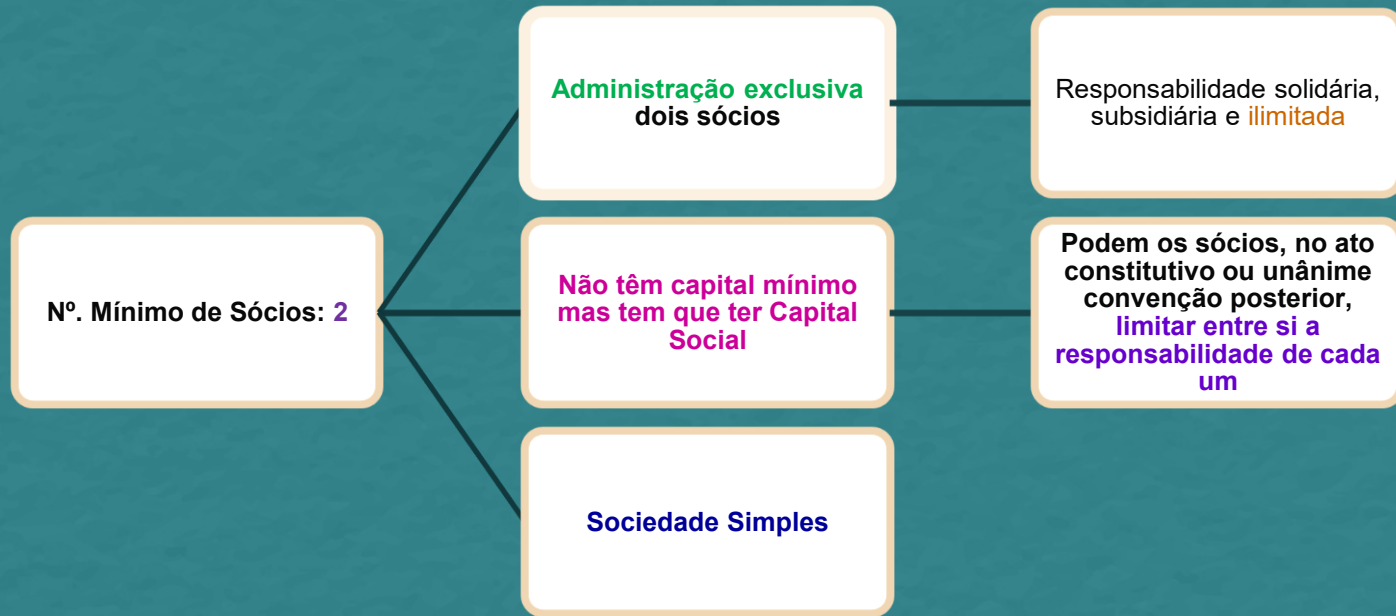 Nº. Mínimo de Sócios: 2
Administração exclusiva
dois sócios
Responsabilidade solidária,
subsidiária e ilimitada
Não têm capital mínimo
mas tem que ter Capital
Social
Podem os sócios, no ato
constitutivo ou unânime
convenção posterior,
limitar entre si a
responsabilidade de cada
um
Sociedade Simples